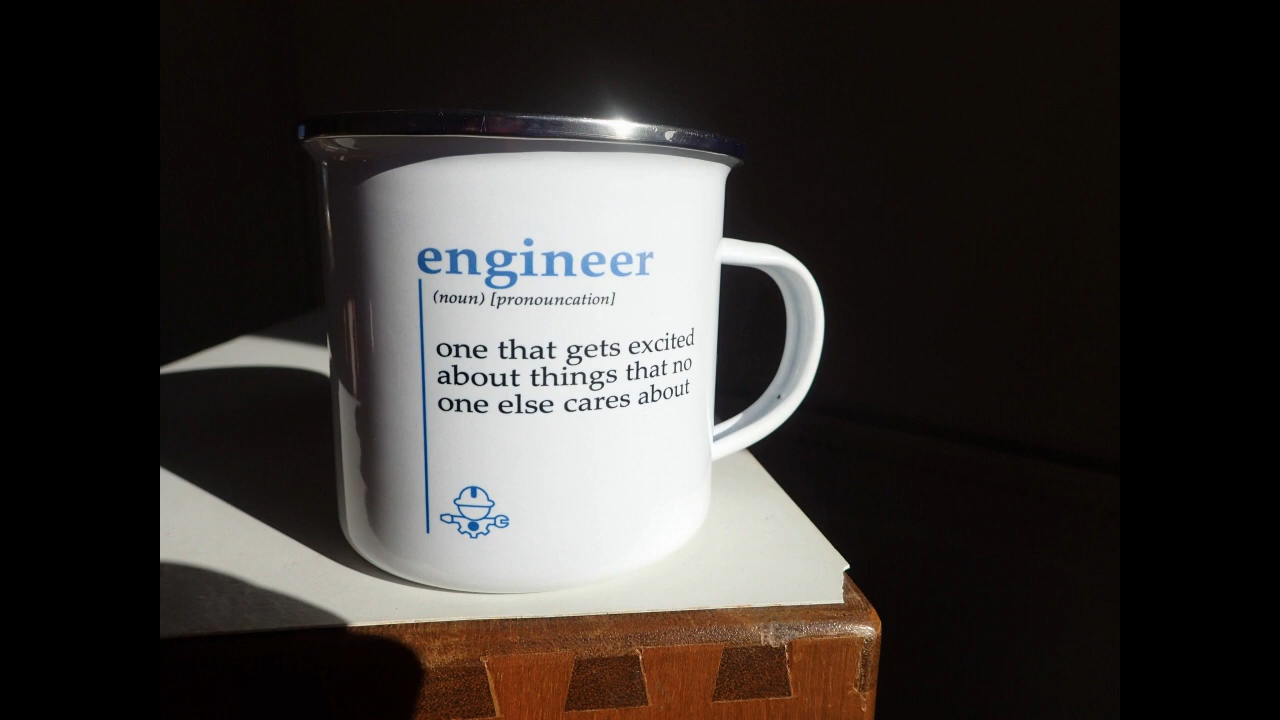 engineer
(noun) [pronouncation]
one that gets excited
about things that no
one else cares about